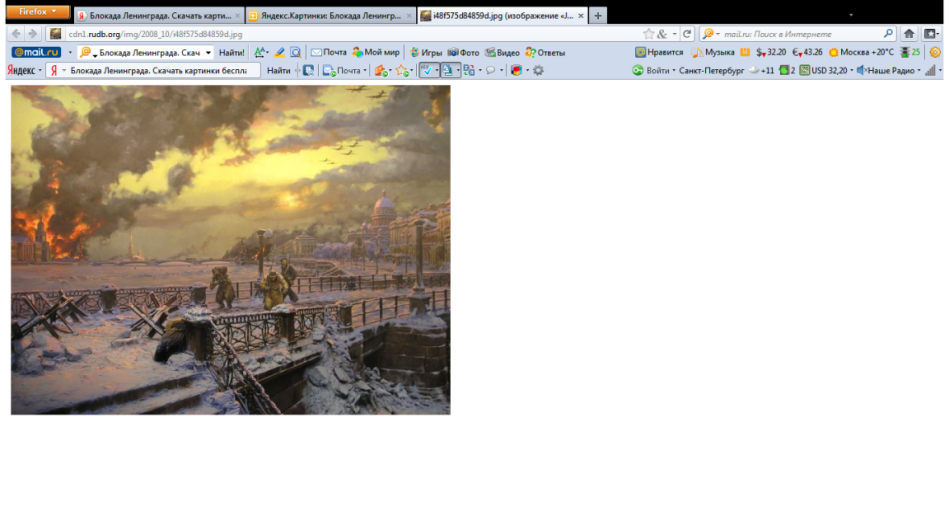 Firefox
Блокада Ленинграда. Скачать карти...
Яндекс.Картинки: Блокада Ленингр...
i48f575d84859d.jpg (изображение «J...
cdn1.rudb.org/img/2008_10/i48f575d84859d.jpg
mail.ru: Поиск в Интернете
@mail.ru Блокада Ленинграда. Скач Найти! Почта Мой мир Игры Фото Видео Ответы Нравится Музыка $ 32.20 € 43.26 Москва +20°C 25
Яндекс Я Блокада Ленинграда. Скачать картинки беспла Найти Почта Войти Санкт-Петербург +11 2 USD 32,20 Наше Радио